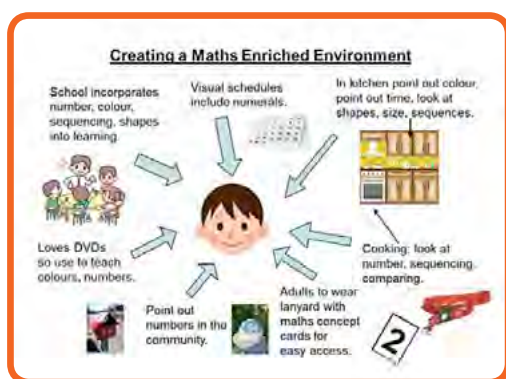 Creating a Maths Enriched Environment
School incorporates
number, colour,
sequencing, shapes
into learning.
Visual schedules
include numerals.
In kitchen point out colour,
point out time, look at
shapes, size, sequences.
Loves DVDs
so use to teach
colours, numbers.
Point out
numbers in the
community.
Adults to wear
lanyard with
maths concept
cards for
easy access.
Cooking; look at
number, sequencing,
comparing.
2